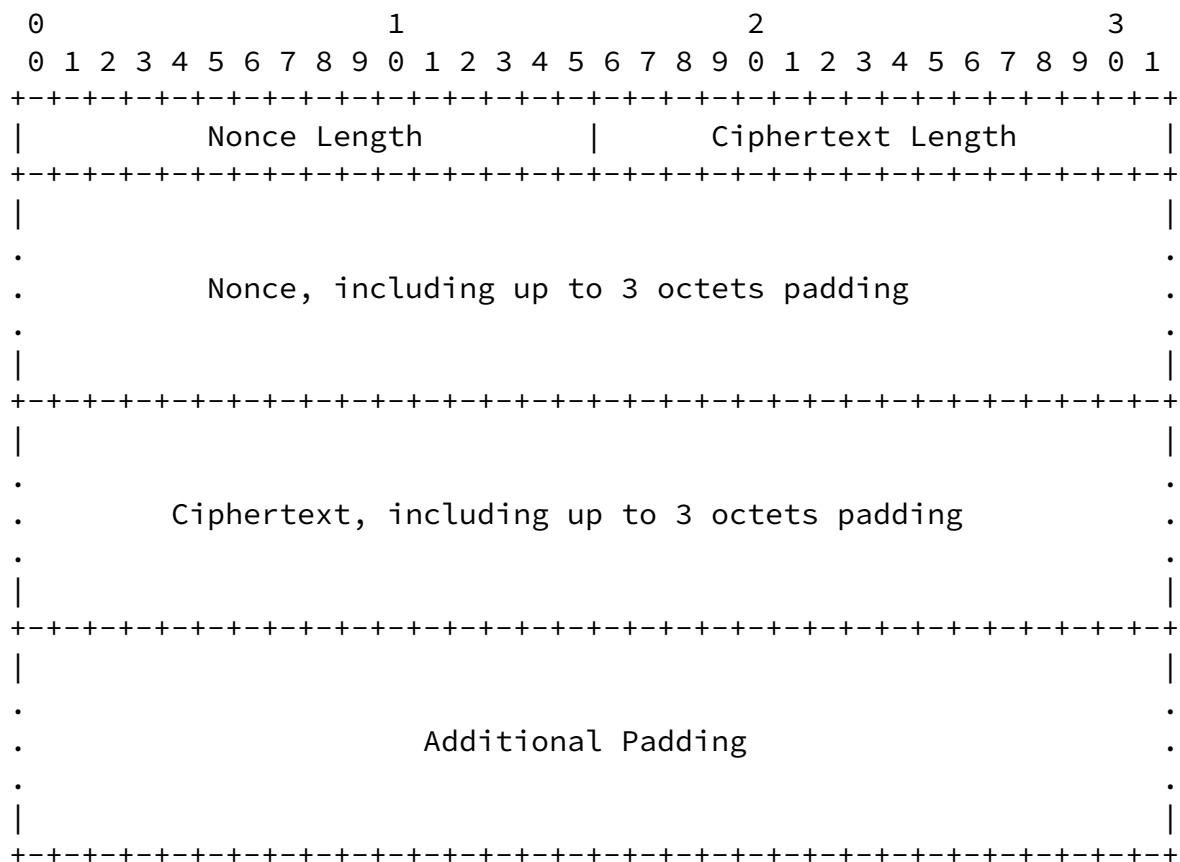 0                   1                   2                   3
 0 1 2 3 4 5 6 7 8 9 0 1 2 3 4 5 6 7 8 9 0 1 2 3 4 5 6 7 8 9 0 1
+-+-+-+-+-+-+-+-+-+-+-+-+-+-+-+-+-+-+-+-+-+-+-+-+-+-+-+-+-+-+-+-+
|          Nonce Length         |      Ciphertext Length        |
+-+-+-+-+-+-+-+-+-+-+-+-+-+-+-+-+-+-+-+-+-+-+-+-+-+-+-+-+-+-+-+-+
|                                                               |
.                                                               .
.          Nonce, including up to 3 octets padding              .
.                                                               .
|                                                               |
+-+-+-+-+-+-+-+-+-+-+-+-+-+-+-+-+-+-+-+-+-+-+-+-+-+-+-+-+-+-+-+-+
|                                                               |
.                                                               .
.        Ciphertext, including up to 3 octets padding           .
.                                                               .
|                                                               |
+-+-+-+-+-+-+-+-+-+-+-+-+-+-+-+-+-+-+-+-+-+-+-+-+-+-+-+-+-+-+-+-+
|                                                               |
.                                                               .
.                      Additional Padding                       .
.                                                               .
|                                                               |
+-+-+-+-+-+-+-+-+-+-+-+-+-+-+-+-+-+-+-+-+-+-+-+-+-+-+-+-+-+-+-+-+